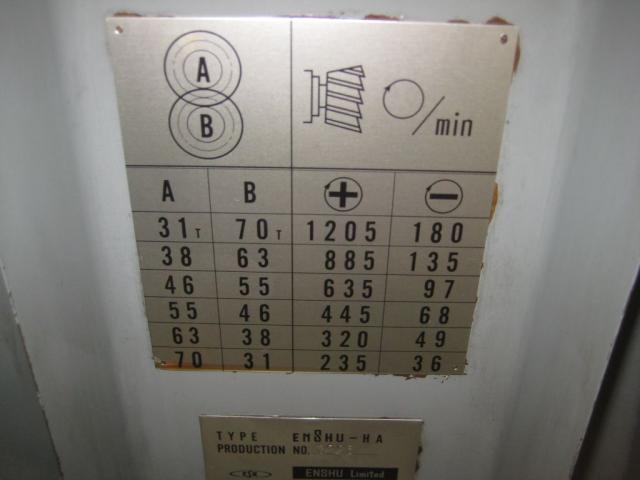 A
B
/min
A B + −
31T 70T 1205 180
38 63 885 135
46 55 635 97
55 46 445 68
63 38 320 49
70 31 235 36
TYPE ENSHU-HA
PRODUCTION NO.
ENSHU Limited